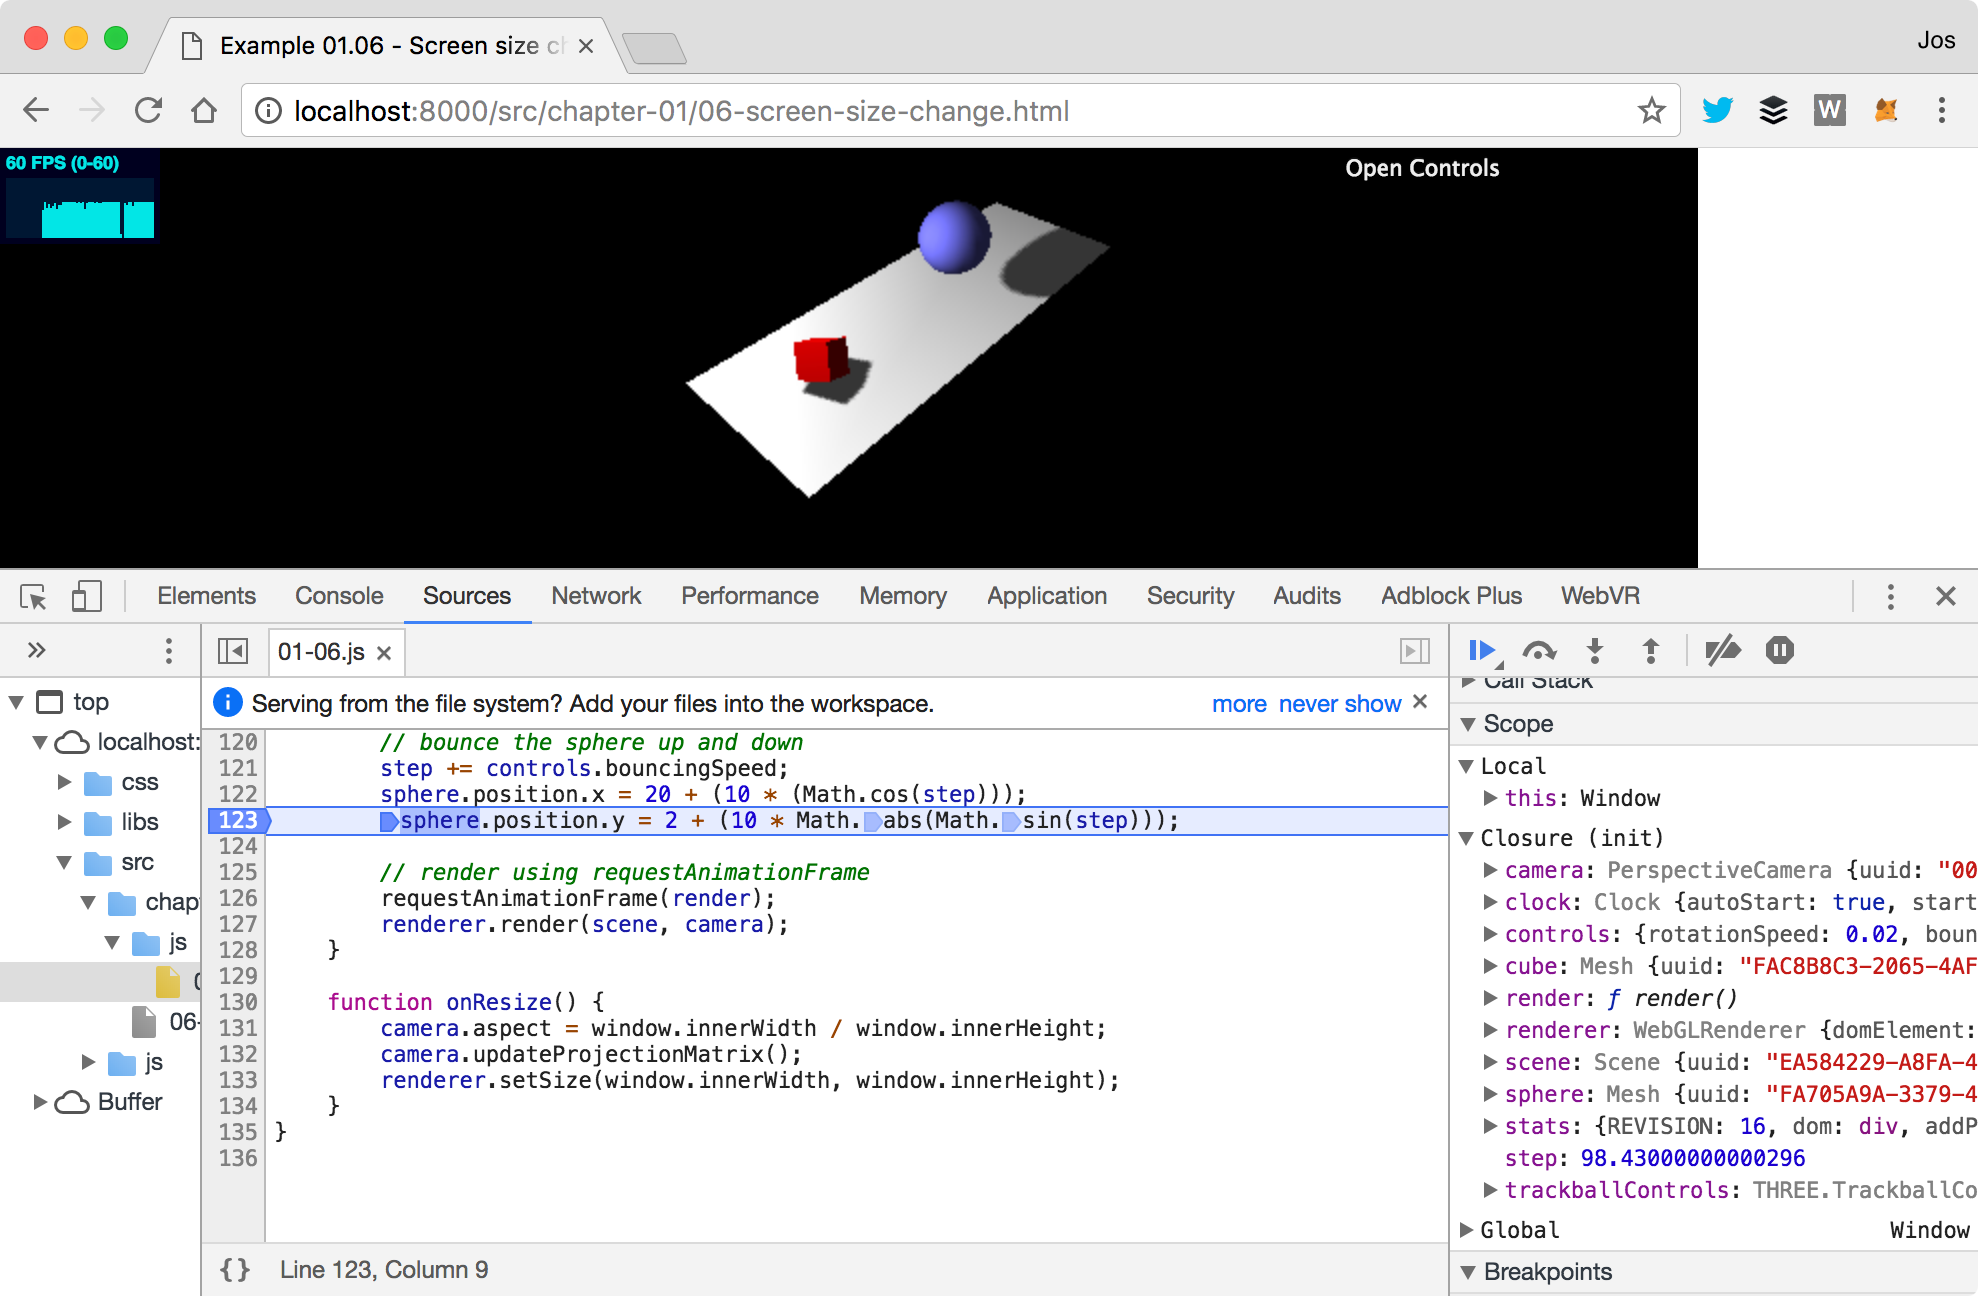 Example 01.06 - Screen size ch
Jos
localhost:8000/src/chapter-01/06-screen-size-change.html
W
60 FPS (0-60)
Open Controls
Elements Console Sources Network Performance Memory Application Security Audits Adblock Plus WebVR
01-06.js
Call Stack
Serving from the file system? Add your files into the workspace. more never show
top
localhost:
css
libs
src
chap
js
0
06-
js
Buffer
120 // bounce the sphere up and down
121 step += controls.bouncingSpeed;
122 sphere.position.x = 20 + (10 * (Math.cos(step)));
123 sphere.position.y = 2 + (10 * Math.abs(Math.sin(step)));
124
125 // render using requestAnimationFrame
126 requestAnimationFrame(render);
127 renderer.render(scene, camera);
128 }
129
130 function onResize() {
131 camera.aspect = window.innerWidth / window.innerHeight;
132 camera.updateProjectionMatrix();
133 renderer.setSize(window.innerWidth, window.innerHeight);
134 }
135 }
136
{} Line 123, Column 9
Scope
Local
this: Window
Closure (init)
camera: PerspectiveCamera {uuid: "00
clock: Clock {autoStart: true, start
controls: {rotationSpeed: 0.02, boun
cube: Mesh {uuid: "FAC8B8C3-2065-4AF
render: ƒ render()
renderer: WebGLRenderer {domElement:
scene: Scene {uuid: "EA584229-A8FA-4
sphere: Mesh {uuid: "FA705A9A-3379-4
stats: {REVISION: 16, dom: div, addP
step: 98.43000000000296
trackballControls: THREE.TrackballCo
Global Window
Breakpoints